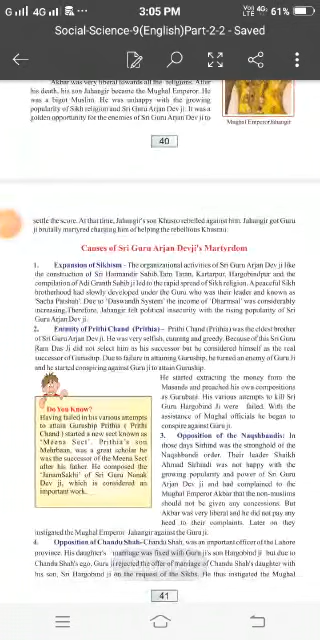 3:05 PM
4G
61%
Social-Science-9(English)Part-2-2 - Saved
Akbar was very liberal towards all the religions. After
his death, his son Jahangir became the Mughal Emperor. He
was a bigot Muslim. He was unhappy with the growing
popularity of Sikh religion and Sri Guru Arjan Dev ji. It was
a golden opportunity for the enemies of Sri Guru Arjan Dev ji to
Mughal Emperor Jahangir
40
settle the score. At that time, Jahangir's son Khusro rebelled against him. Jahangir got Guru
ji brutally martyred charging him of helping the rebellious Khusrau.
Causes of Sri Guru Arjan Devji's Martyrdom
1. Expansion of Sikhism – The organizational activities of Sri Guru Arjan Dev ji like
the construction of Sri Harmandir Sahib, Tarn Taran, Kartarpur, Hargobindpur and the
compilation of Adi Granth Sahib ji led to the rapid spread of Sikh religion. A peaceful Sikh
brotherhood had slowly developed under the Guru who was their leader and known as
'Sacha Patshah'. Due to 'Daswandh System' the income of 'Dharmsal' was considerably
increasing. Therefore, Jahangir felt political insecurity with the rising popularity of Sri
Guru Arjan Dev ji.
2. Enmity of Prithi Chand (Prithia) – Prithi Chand (Prithia) was the eldest brother
of Sri Guru Arjan Dev ji. He was very selfish, cunning and greedy. Because of this Sri Guru
Ram Das Ji did not select him as his successor but he considered himself as the real
successor of Guruship. Due to failure in attaining Guruship, he turned an enemy of Guru Ji
and he started conspiring against Guru ji to attain Guruship.
He started extracting the money from the
Masands and preached his own compositions
as Gurubani. His various attempts to kill Sri
Guru Hargobind Ji were failed. With the
assistance of Mughal officials he began to
conspire against Guru ji.
Do You Know?
Having failed in his various attempts
to attain Guruship Prithia ( Prithi
Chand ) started a new sect known as
'Meena Sect'. Prithia's son
Mehrban, was a great scholar he
was the successor of the Meena Sect
after his father. He composed the
'JanamSakhi' of Sri Guru Nanak
Dev ji, which is considered an
important work.
3. Opposition of the Naqshbandis: In
those days Sirhind was the stronghold of the
Naqshbandi order. Their leader Shaikh
Ahmad Sirhindi was not happy with the
growing popularity and power of Sri Guru
Arjan Dev ji and had complained to the
Mughal Emperor Akbar that the non-muslims
should not be given any concessions. But
Akbar was very liberal and he did not pay any
head to their complaints. Later on they
instigated the Mughal Emperor Jahangir against the Guru ji.
4. Opposition of Chandu Shah-Chandu Shah, was an important officer of the Lahore
province. His daughter's marriage was fixed with Guru ji's son Hargobind ji but due to
Chandu Shah's ego, Guru ji rejected the offer of marriage of Chandu Shah's daughter with
his son, Sri Hargobind ji on the request of the Sikhs. He thus instigated the Mughal
41